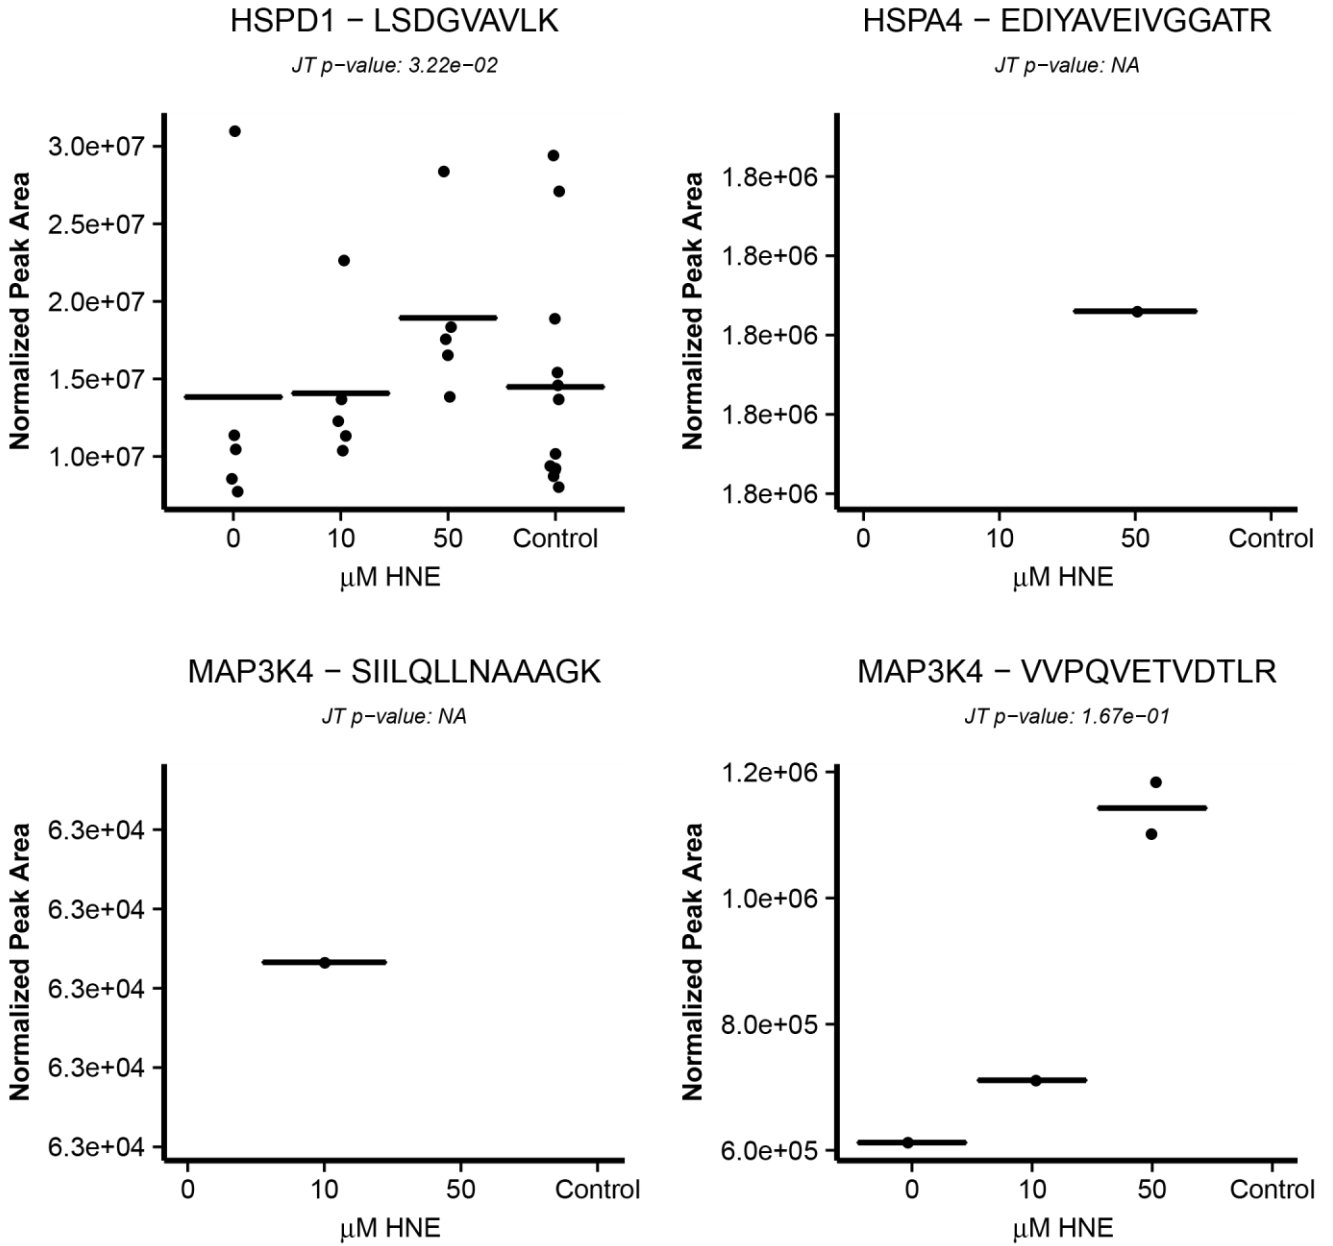 HSPD1 − LSDGVAVLK
JT p−value: 3.22e−02
Normalized Peak Area
3.0e+07
2.5e+07
2.0e+07
1.5e+07
1.0e+07
0 10 50 Control
μM HNE
HSPA4 − EDIYAVEIVGGATR
JT p−value: NA
Normalized Peak Area
1.8e+06
1.8e+06
1.8e+06
1.8e+06
1.8e+06
0 10 50 Control
μM HNE
MAP3K4 − SIILQLLNAAAGK
JT p−value: NA
Normalized Peak Area
6.3e+04
6.3e+04
6.3e+04
6.3e+04
6.3e+04
0 10 50 Control
μM HNE
MAP3K4 − VVPQVETVDTLR
JT p−value: 1.67e−01
Normalized Peak Area
1.2e+06
1.0e+06
8.0e+05
6.0e+05
0 10 50 Control
μM HNE